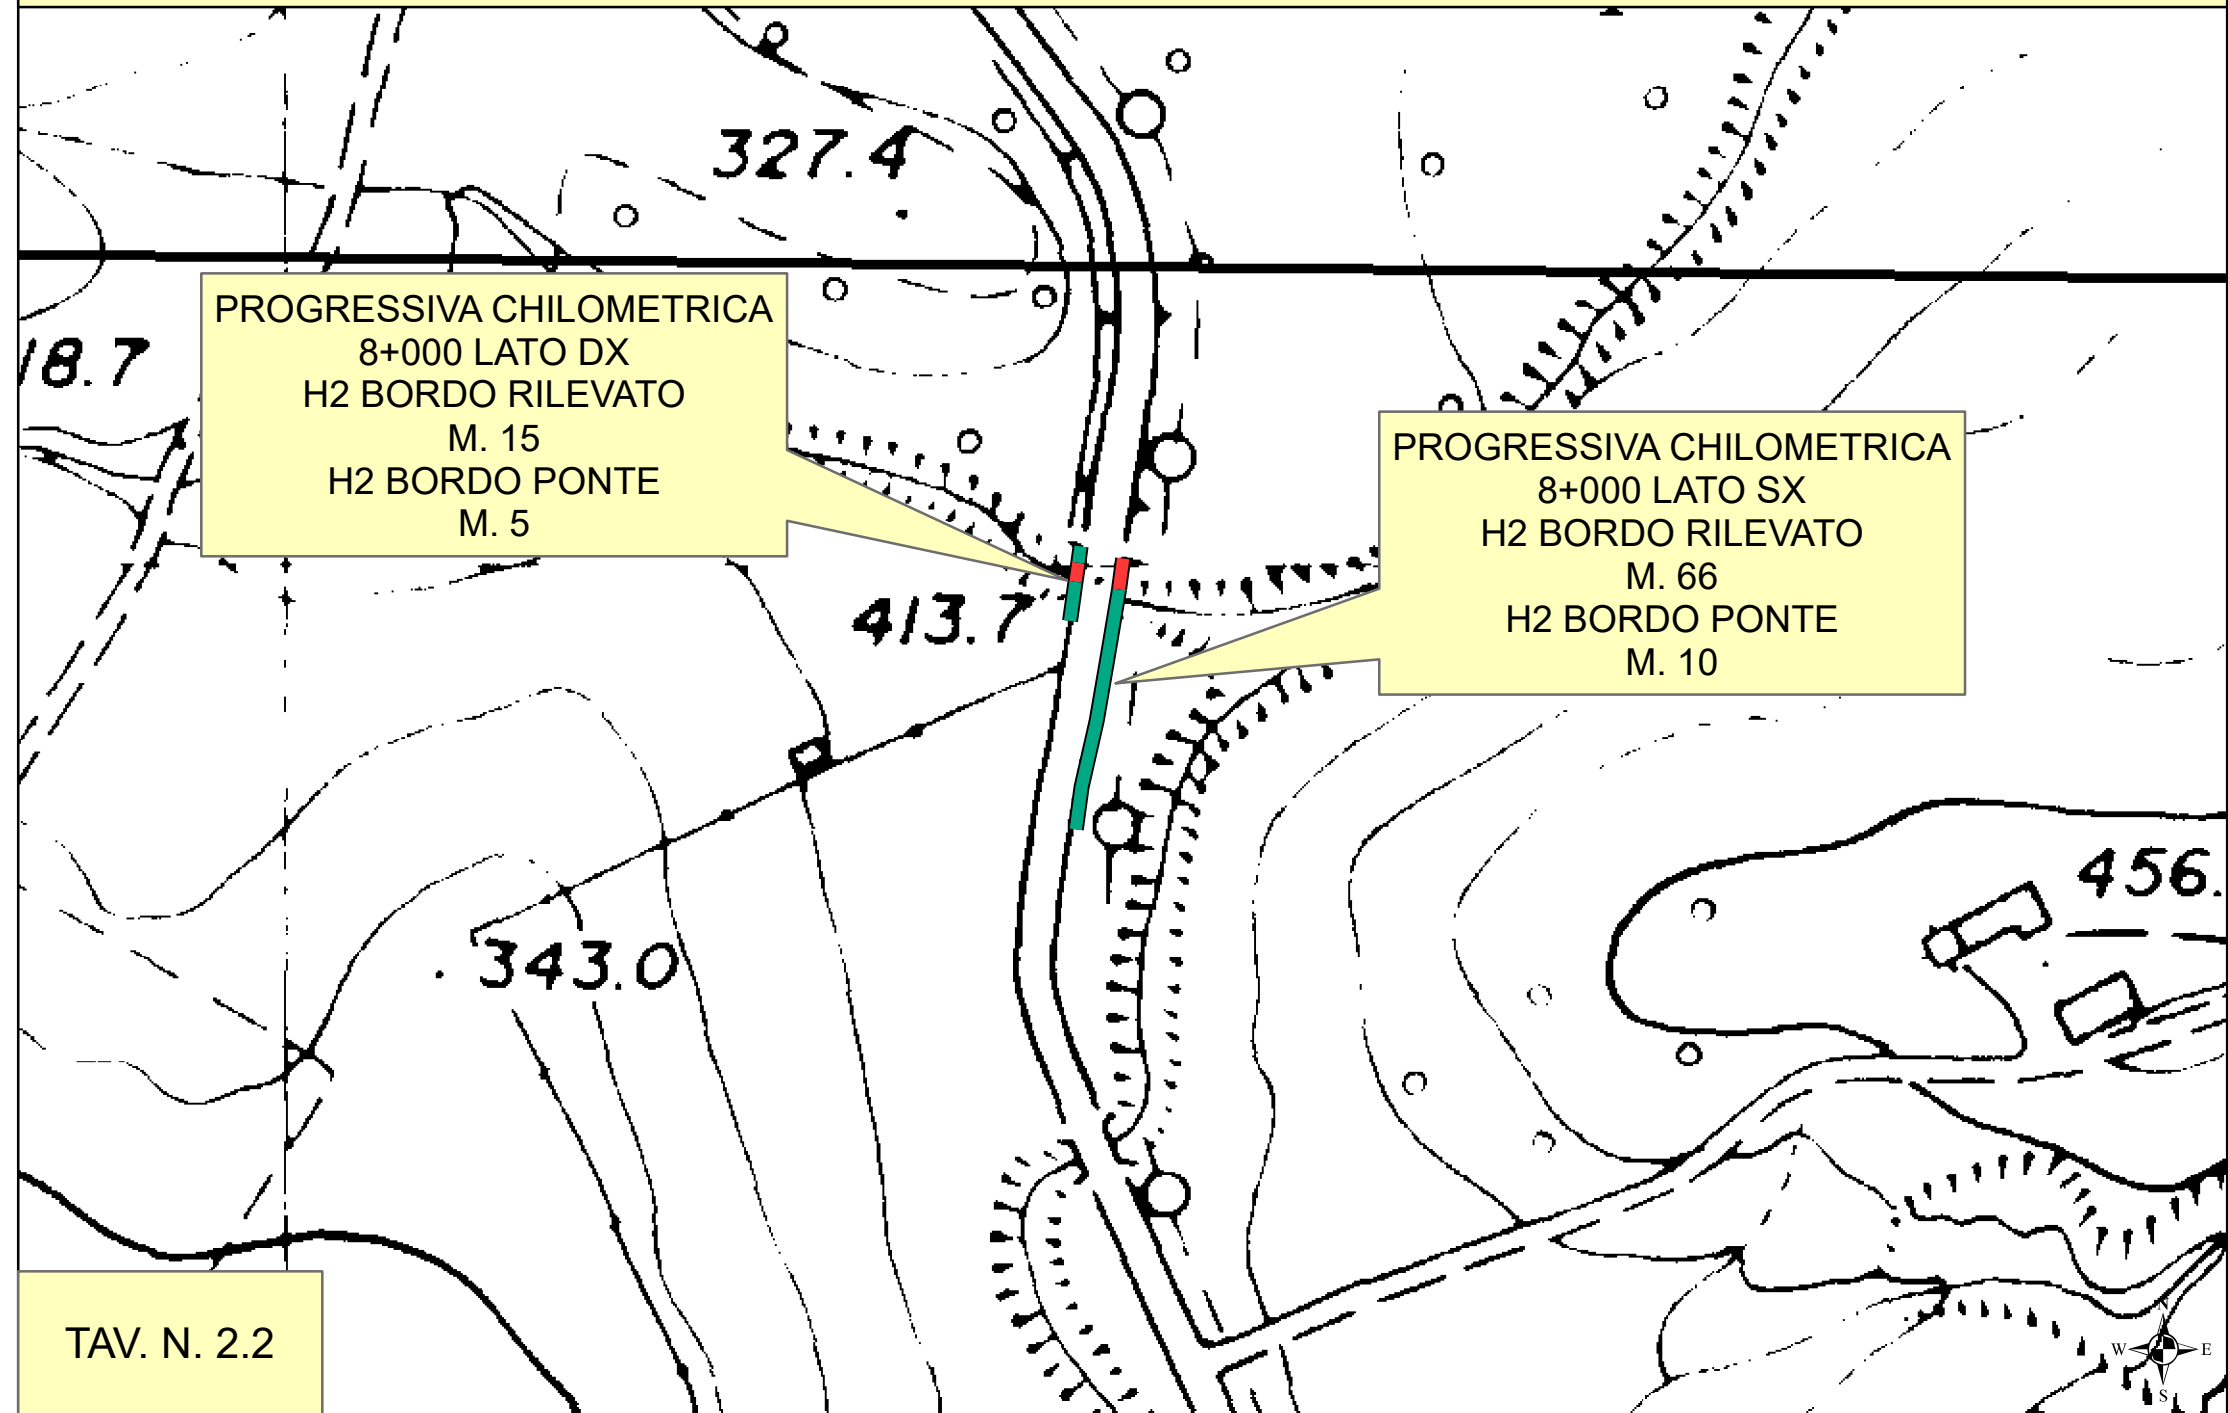 327.4
PROGRESSIVA CHILOMETRICA
8+000 LATO DX
H2 BORDO RILEVATO
M. 15
H2 BORDO PONTE
M. 5
18.7
PROGRESSIVA CHILOMETRICA
8+000 LATO SX
H2 BORDO RILEVATO
M. 66
H2 BORDO PONTE
M. 10
413.7
456.
343.0
TAV. N. 2.2
N
W E
S